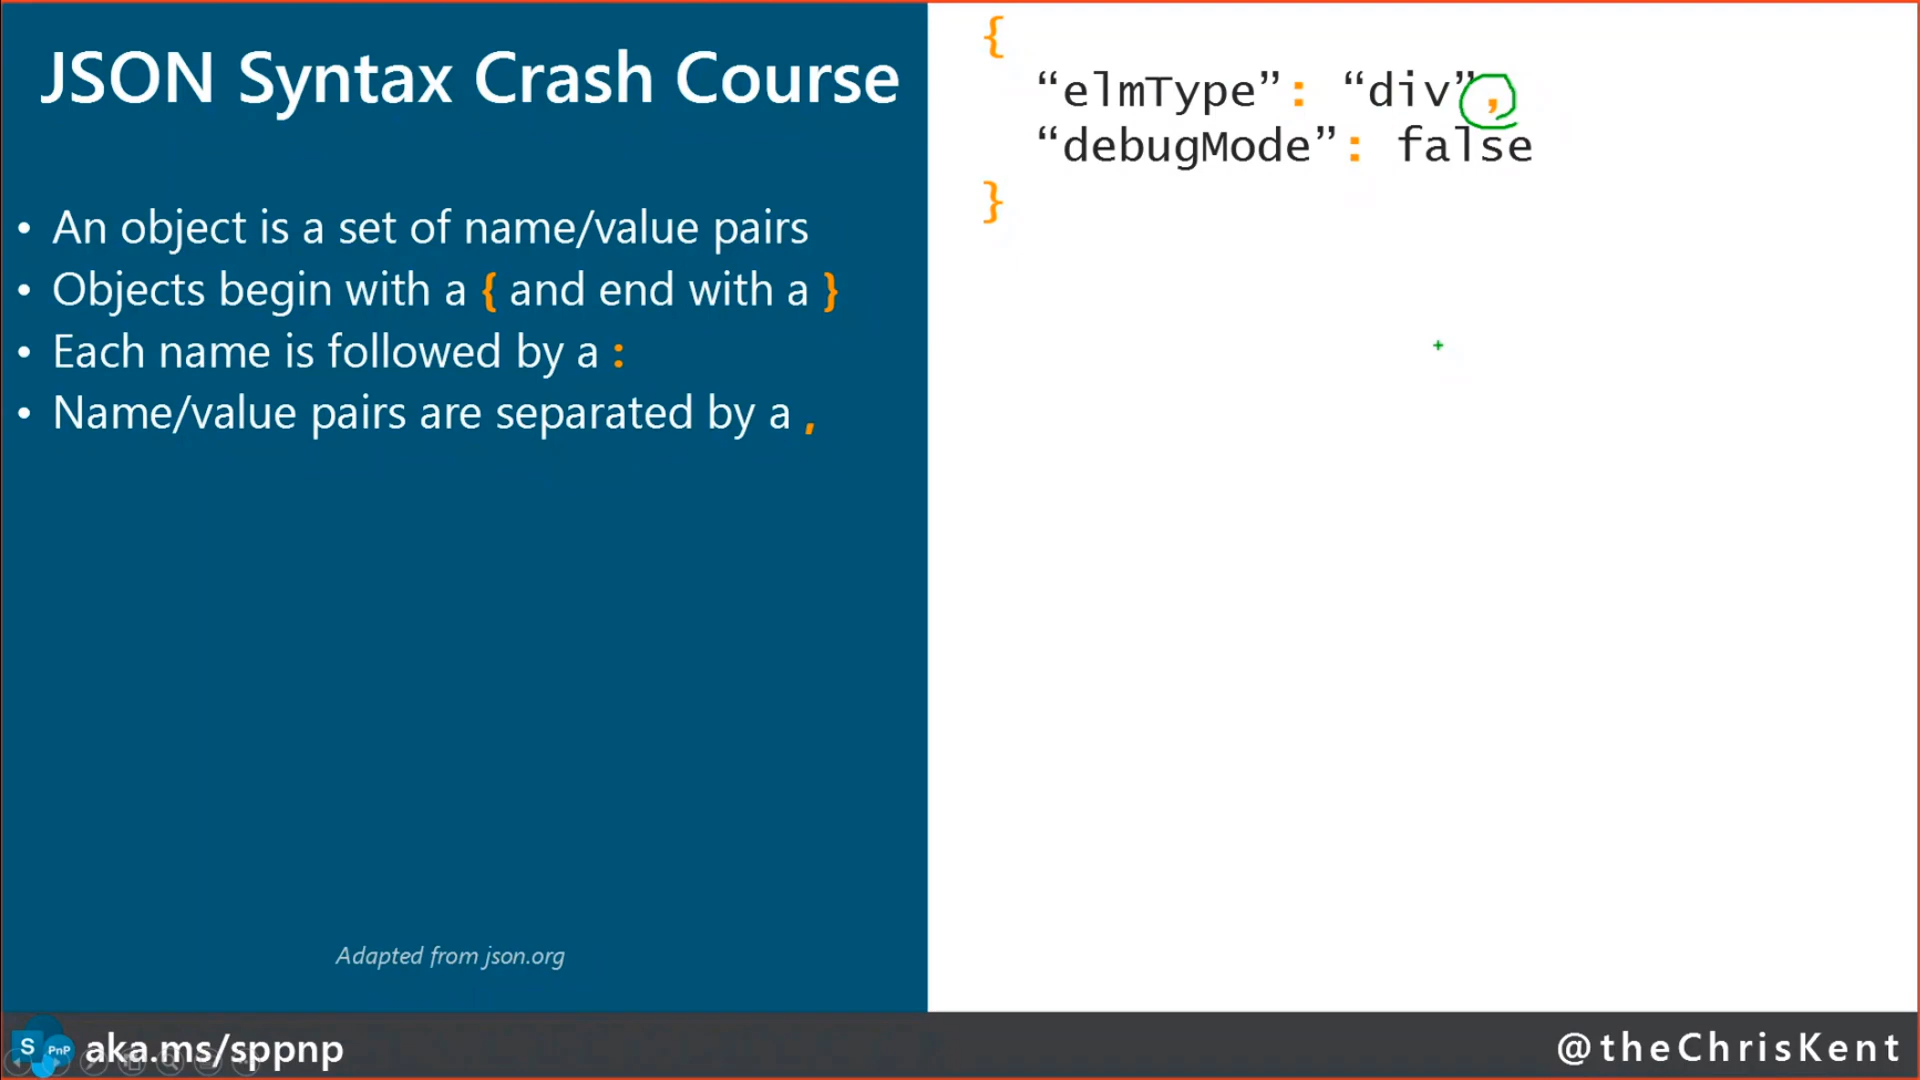 JSON Syntax Crash Course
• An object is a set of name/value pairs
• Objects begin with a { and end with a }
• Each name is followed by a :
• Name/value pairs are separated by a ,
Adapted from json.org
{
“elmType”: “div”,
“debugMode”: false
}
S PnP aka.ms/sppnp
@theChrisKent